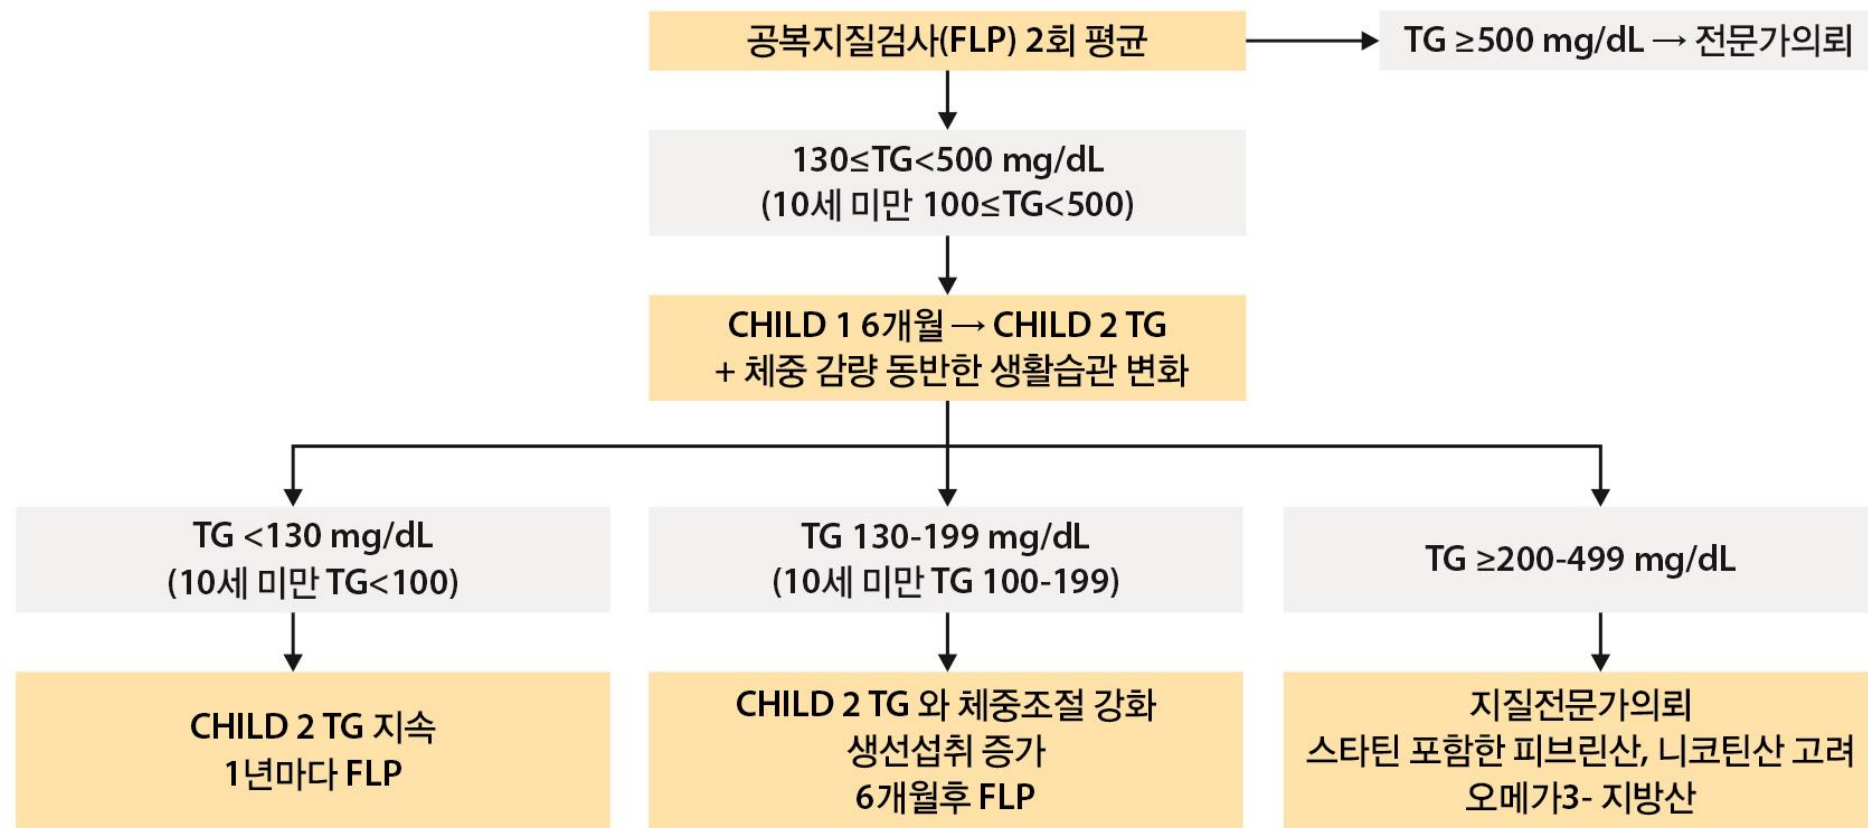 공복지질검사(FLP) 2회 평균
TG ≥500 mg/dL → 전문가의뢰
130≤TG<500 mg/dL
(10세 미만 100≤TG<500)
CHILD 1 6개월 → CHILD 2 TG
+ 체중 감량 동반한 생활습관 변화
TG <130 mg/dL
(10세 미만 TG<100)
TG 130-199 mg/dL
(10세 미만 TG 100-199)
TG ≥200-499 mg/dL
CHILD 2 TG 지속
1년마다 FLP
CHILD 2 TG 와 체중조절 강화
생선섭취 증가
6개월후 FLP
지질전문가의뢰
스타틴 포함한 피브린산, 니코틴산 고려
오메가3- 지방산